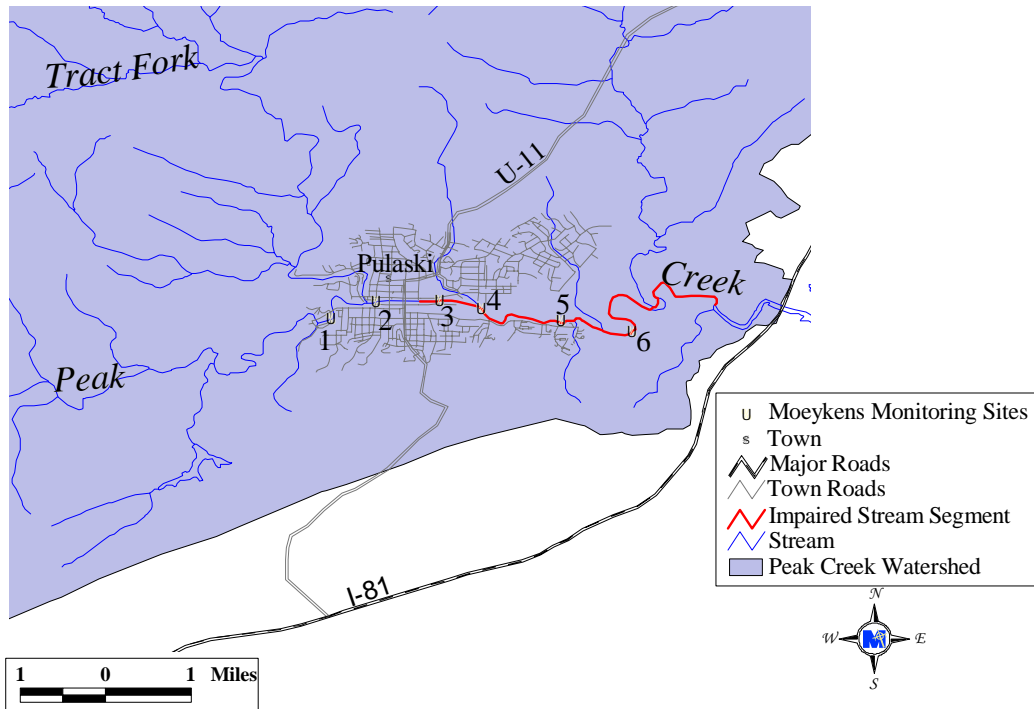 Tract Fork
U-11
Pulaski
Creek
1
2
3
4
5
6
Peak
I-81
U Moeykens Monitoring Sites
s Town
Major Roads
Town Roads
Impaired Stream Segment
Stream
Peak Creek Watershed
N
W
E
S
M
1 0 1 Miles